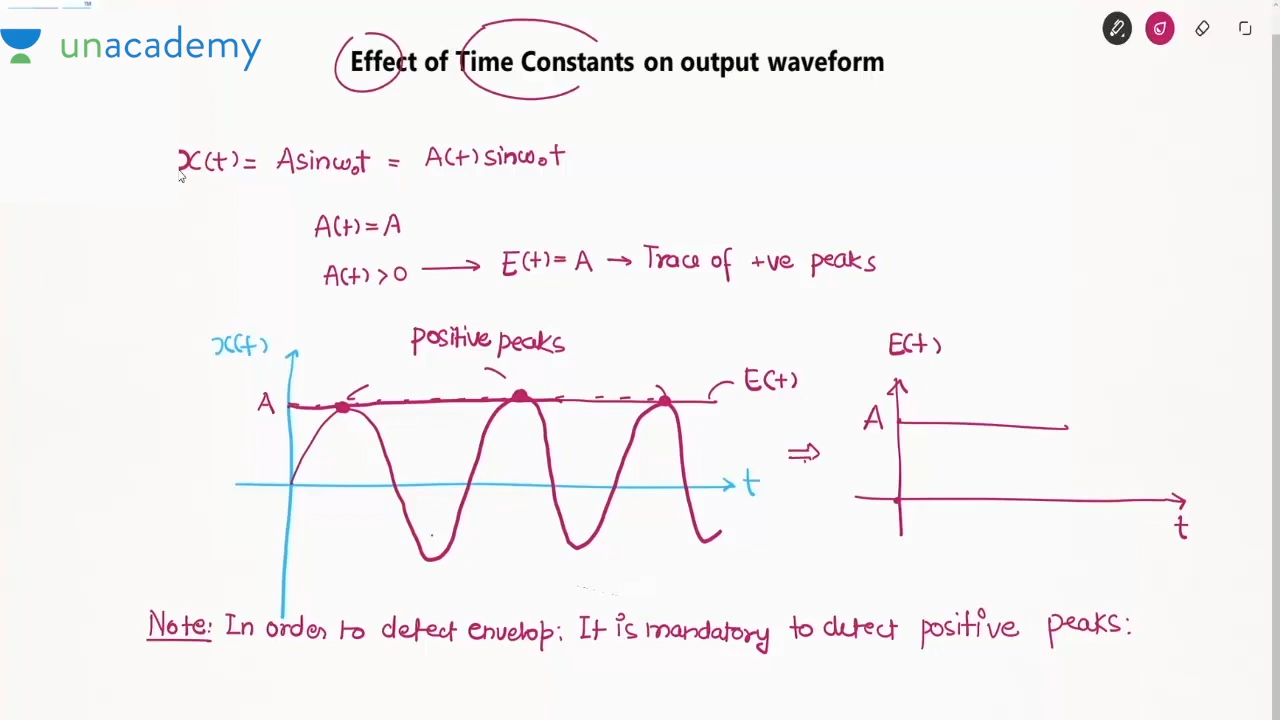 ™
unacademy
Effect of Time Constants on output waveform
x(t) = Asinω₀t = A(t) sinω₀t
A(t) = A
A(t) > 0 → E(t) = A → Trace of +ve peaks
x(t)
positive peaks
E(t)
A
E(t)
A
t
t
⇒
Note: In order to detect envelop: It is mandatory to detect positive peaks: